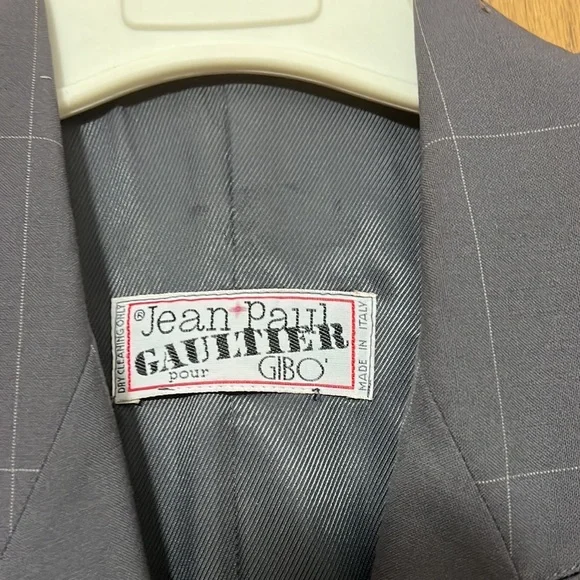 ® Jean Paul
GAULTIER
pour GIBO'
DRY CLEANING ONLY
MADE IN ITALY